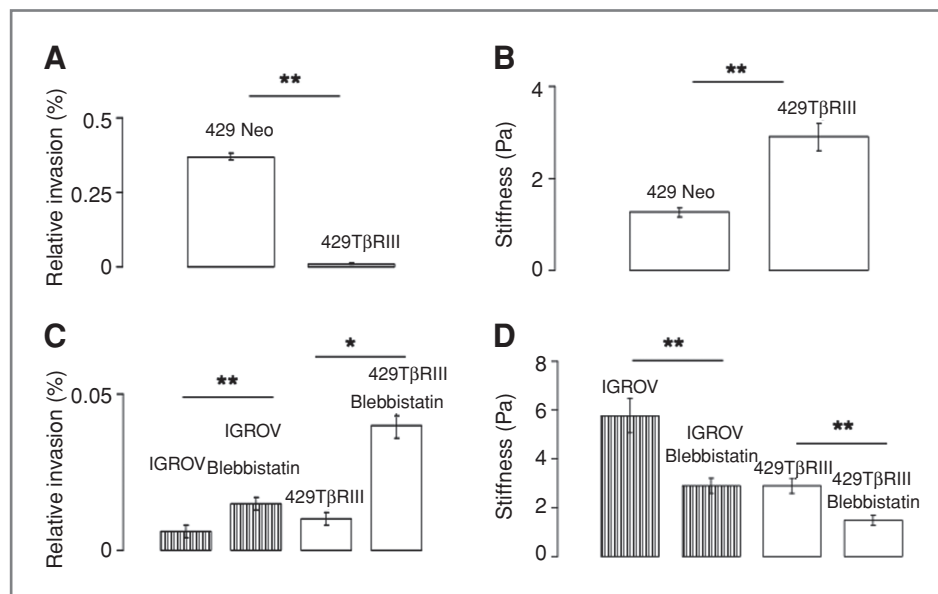 A
Relative invasion (%)
0.5
0.25
0
**
429 Neo
429TβRIII
B
Stiffness (Pa)
4
2
0
**
429TβRIII
429 Neo
C
Relative invasion (%)
0.05
0
**
*
IGROV
IGROV
Blebbistatin
429TβRIII
429TβRIII
Blebbistatin
D
Stiffness (Pa)
8
6
4
2
0
**
**
IGROV
IGROV
Blebbistatin
429TβRIII
429TβRIII
Blebbistatin